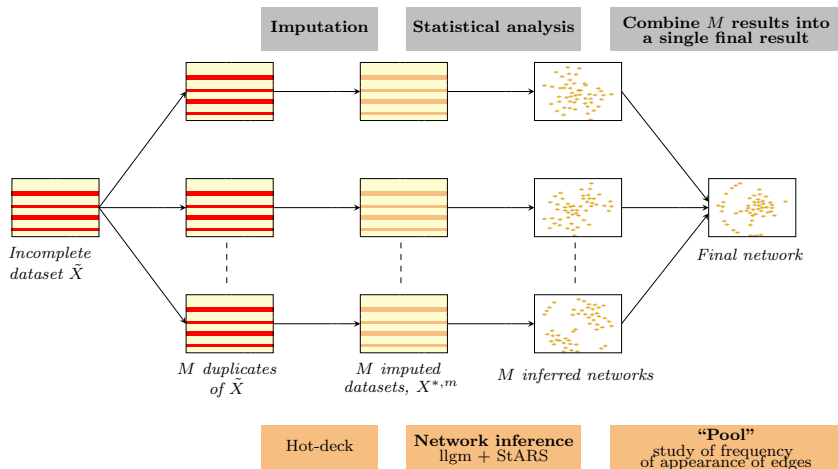 Imputation
Statistical analysis
Combine M results into
a single final result
Incomplete
dataset X̃
M duplicates
of X̃
M imputed
datasets, X*,m
M inferred networks
Final network
Hot-deck
Network inference
llgm + StARS
“Pool”
study of frequency
of appearance of edges